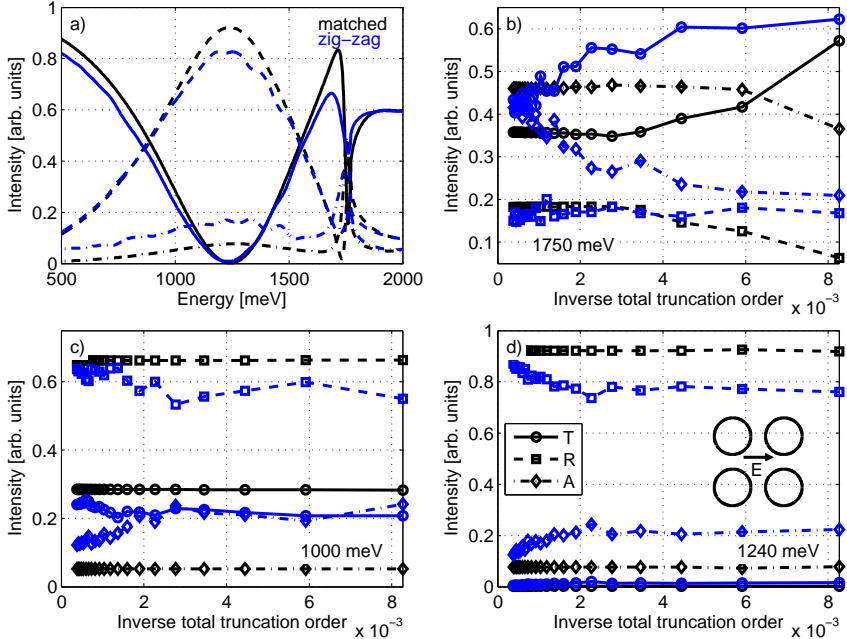 a)
matched
zig-zag
Intensity [arb. units]
1
0.8
0.6
0.4
0.2
0
500 1000 1500 2000
Energy [meV]
b)
Intensity [arb. units]
0.6
0.5
0.4
0.3
0.2
0.1
1750 meV
0 2 4 6 8
Inverse total truncation order
x 10⁻³
c)
Intensity [arb. units]
0.6
0.4
0.2
0
1000 meV
0 2 4 6 8
Inverse total truncation order
x 10⁻³
d)
Intensity [arb. units]
1
0.8
0.6
0.4
0.2
0
T
R
A
E
1240 meV
0 2 4 6 8
Inverse total truncation order
x 10⁻³